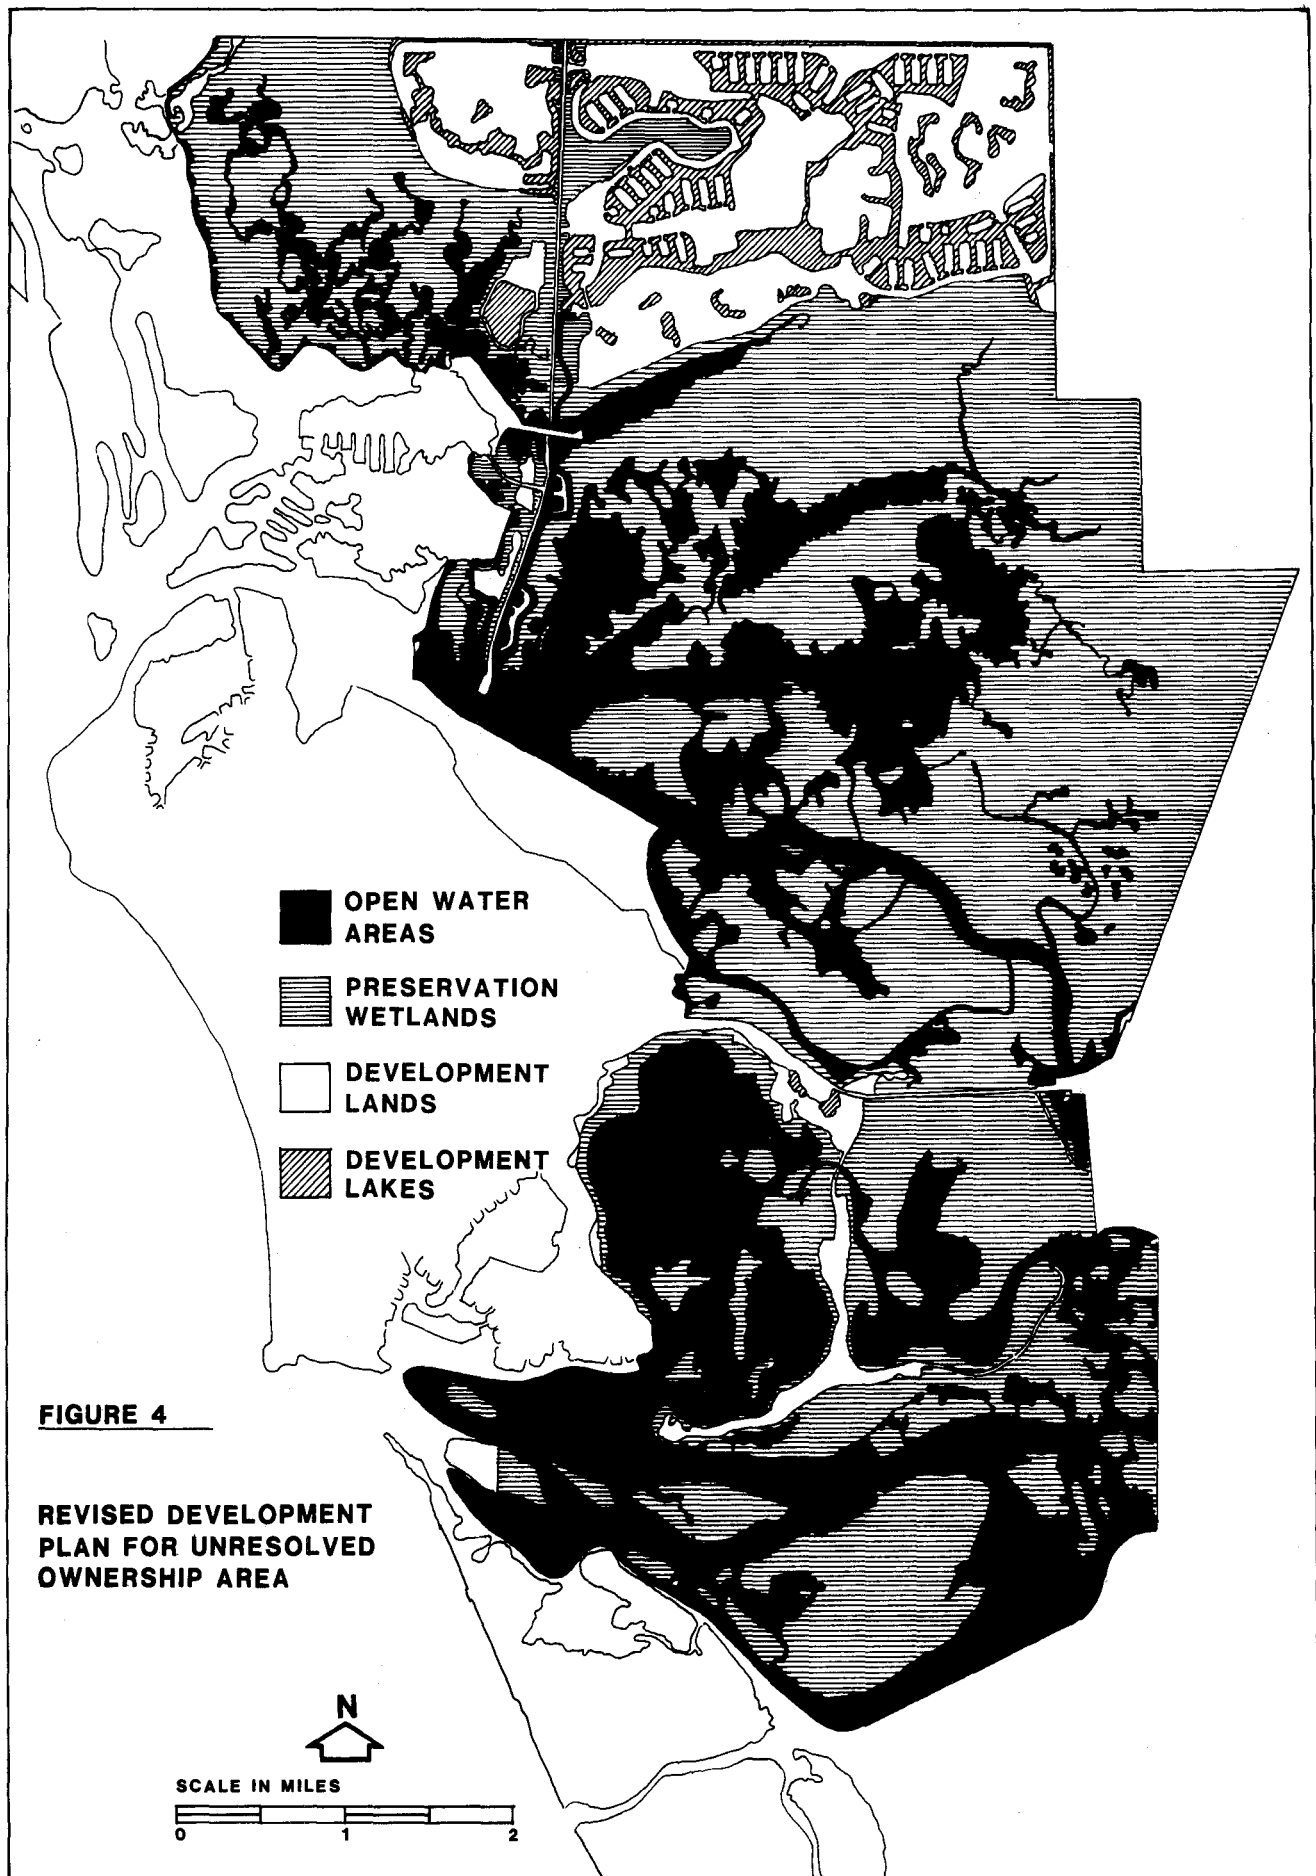 OPEN WATER
AREAS
PRESERVATION
WETLANDS
DEVELOPMENT
LANDS
DEVELOPMENT
LAKES
FIGURE 4
REVISED DEVELOPMENT
PLAN FOR UNRESOLVED
OWNERSHIP AREA
N
SCALE IN MILES
0 1 2